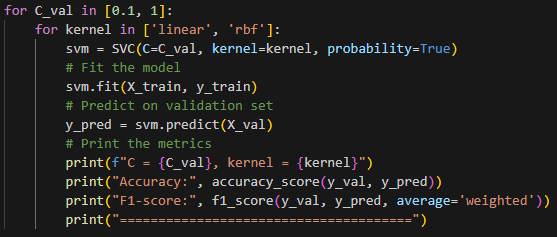 for C_val in [0.1, 1]:
    for kernel in ['linear', 'rbf']:
        svm = SVC(C=C_val, kernel=kernel, probability=True)
        # Fit the model
        svm.fit(X_train, y_train)
        # Predict on validation set
        y_pred = svm.predict(X_val)
        # Print the metrics
        print(f"C = {C_val}, kernel = {kernel}")
        print("Accuracy:", accuracy_score(y_val, y_pred))
        print("F1-score:", f1_score(y_val, y_pred, average='weighted'))
        print("======================================")